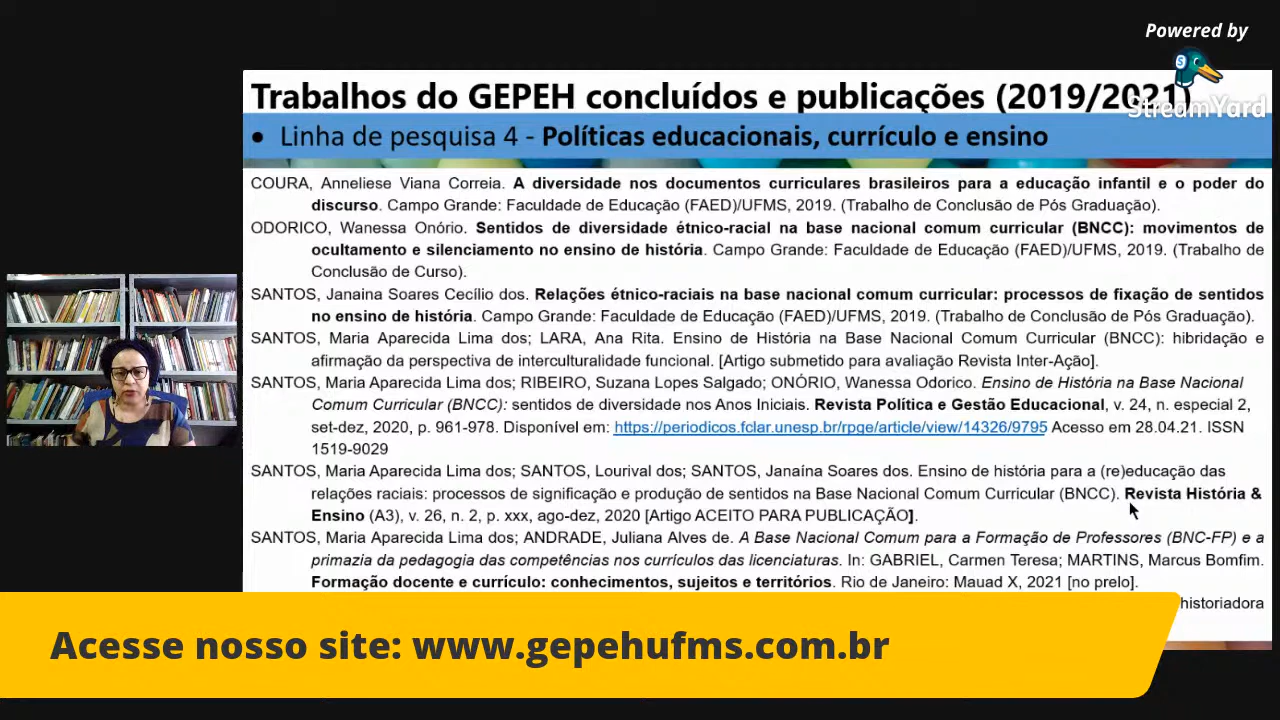 Powered by
StreamYard
Trabalhos do GEPEH concluídos e publicações (2019/2021)
• Linha de pesquisa 4 - Políticas educacionais, currículo e ensino
COURA, Anneliese Viana Correia. A diversidade nos documentos curriculares brasileiros para a educação infantil e o poder do
discurso. Campo Grande: Faculdade de Educação (FAED)/UFMS, 2019. (Trabalho de Conclusão de Pós Graduação).
ODORICO, Wanessa Onório. Sentidos de diversidade étnico-racial na base nacional comum curricular (BNCC): movimentos de
ocultamento e silenciamento no ensino de história. Campo Grande: Faculdade de Educação (FAED)/UFMS, 2019. (Trabalho de
Conclusão de Curso).
SANTOS, Janaina Soares Cecílio dos. Relações étnico-raciais na base nacional comum curricular: processos de fixação de sentidos
no ensino de história. Campo Grande: Faculdade de Educação (FAED)/UFMS, 2019. (Trabalho de Conclusão de Pós Graduação).
SANTOS, Maria Aparecida Lima dos; LARA, Ana Rita. Ensino de História na Base Nacional Comum Curricular (BNCC): hibridação e
afirmação da perspectiva de interculturalidade funcional. [Artigo submetido para avaliação Revista Inter-Ação].
SANTOS, Maria Aparecida Lima dos; RIBEIRO, Suzana Lopes Salgado; ONÓRIO, Wanessa Odorico. Ensino de História na Base Nacional
Comum Curricular (BNCC): sentidos de diversidade nos Anos Iniciais. Revista Política e Gestão Educacional, v. 24, n. especial 2,
set-dez, 2020, p. 961-978. Disponível em: https://periodicos.fclar.unesp.br/rpge/article/view/14326/9795 Acesso em 28.04.21. ISSN
1519-9029
SANTOS, Maria Aparecida Lima dos; SANTOS, Lourival dos; SANTOS, Janaína Soares dos. Ensino de história para a (re)educação das
relações raciais: processos de significação e produção de sentidos na Base Nacional Comum Curricular (BNCC). Revista História &
Ensino (A3), v. 26, n. 2, p. xxx, ago-dez, 2020 [Artigo ACEITO PARA PUBLICAÇÃO].
SANTOS, Maria Aparecida Lima dos; ANDRADE, Juliana Alves de. A Base Nacional Comum para a Formação de Professores (BNC-FP) e a
primazia da pedagogia das competências nos currículos das licenciaturas. In: GABRIEL, Carmen Teresa; MARTINS, Marcus Bomfim.
Formação docente e currículo: conhecimentos, sujeitos e territórios. Rio de Janeiro: Mauad X, 2021 [no prelo].
historiadora
Acesse nosso site: www.gepehufms.com.br